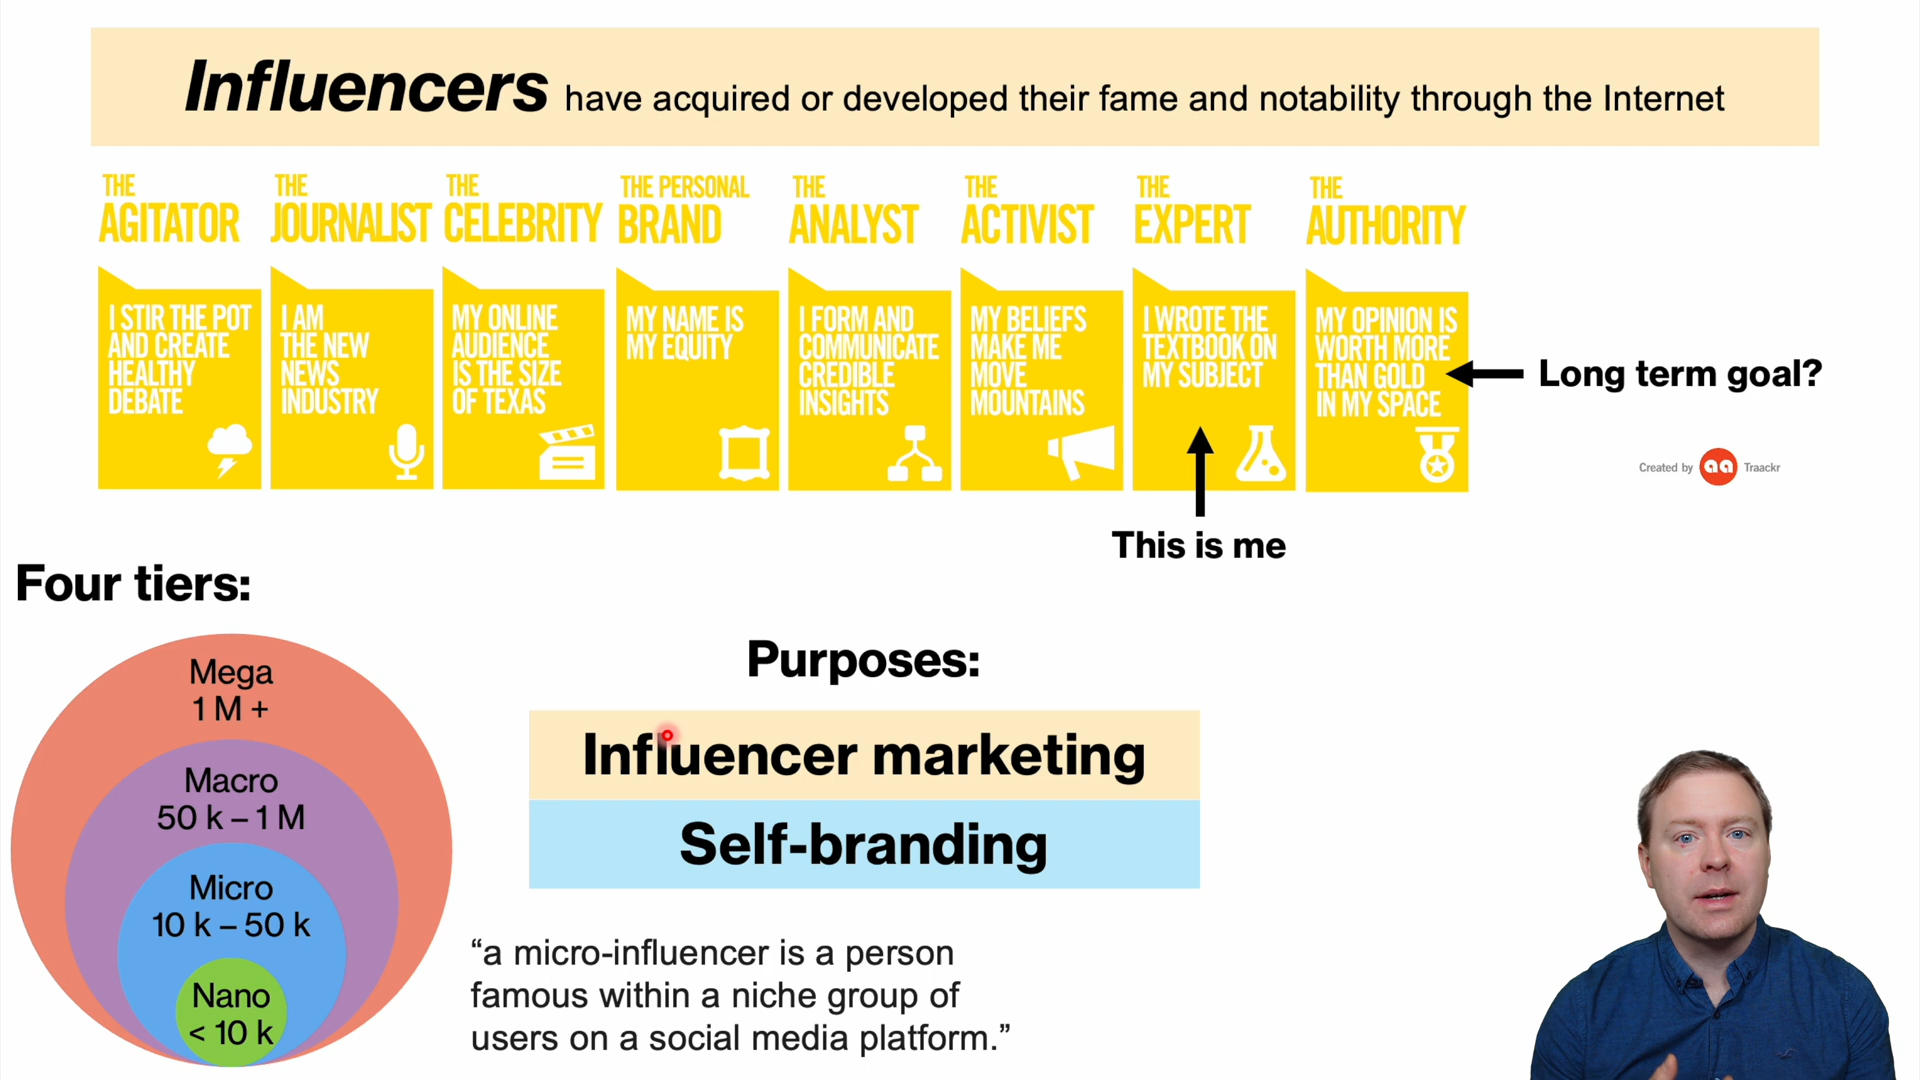 Influencers have acquired or developed their fame and notability through the Internet
THE
AGITATOR
THE
JOURNALIST
THE
CELEBRITY
THE PERSONAL
BRAND
THE
ANALYST
THE
ACTIVIST
THE
EXPERT
THE
AUTHORITY
I STIR THE POT
AND CREATE
HEALTHY
DEBATE
I AM
THE NEW
NEWS
INDUSTRY
MY ONLINE
AUDIENCE
IS THE SIZE
OF TEXAS
MY NAME IS
MY EQUITY
I FORM AND
COMMUNICATE
CREDIBLE
INSIGHTS
MY BELIEFS
MAKE ME
MOVE
MOUNTAINS
I WROTE THE
TEXTBOOK ON
MY SUBJECT
MY OPINION IS
WORTH MORE
THAN GOLD
IN MY SPACE
Long term goal?
Created by aa Traackr
This is me
Four tiers:
Mega
1 M +
Macro
50 k – 1 M
Micro
10 k – 50 k
Nano
< 10 k
Purposes:
Influencer marketing
Self-branding
“a micro-influencer is a person
famous within a niche group of
users on a social media platform.”